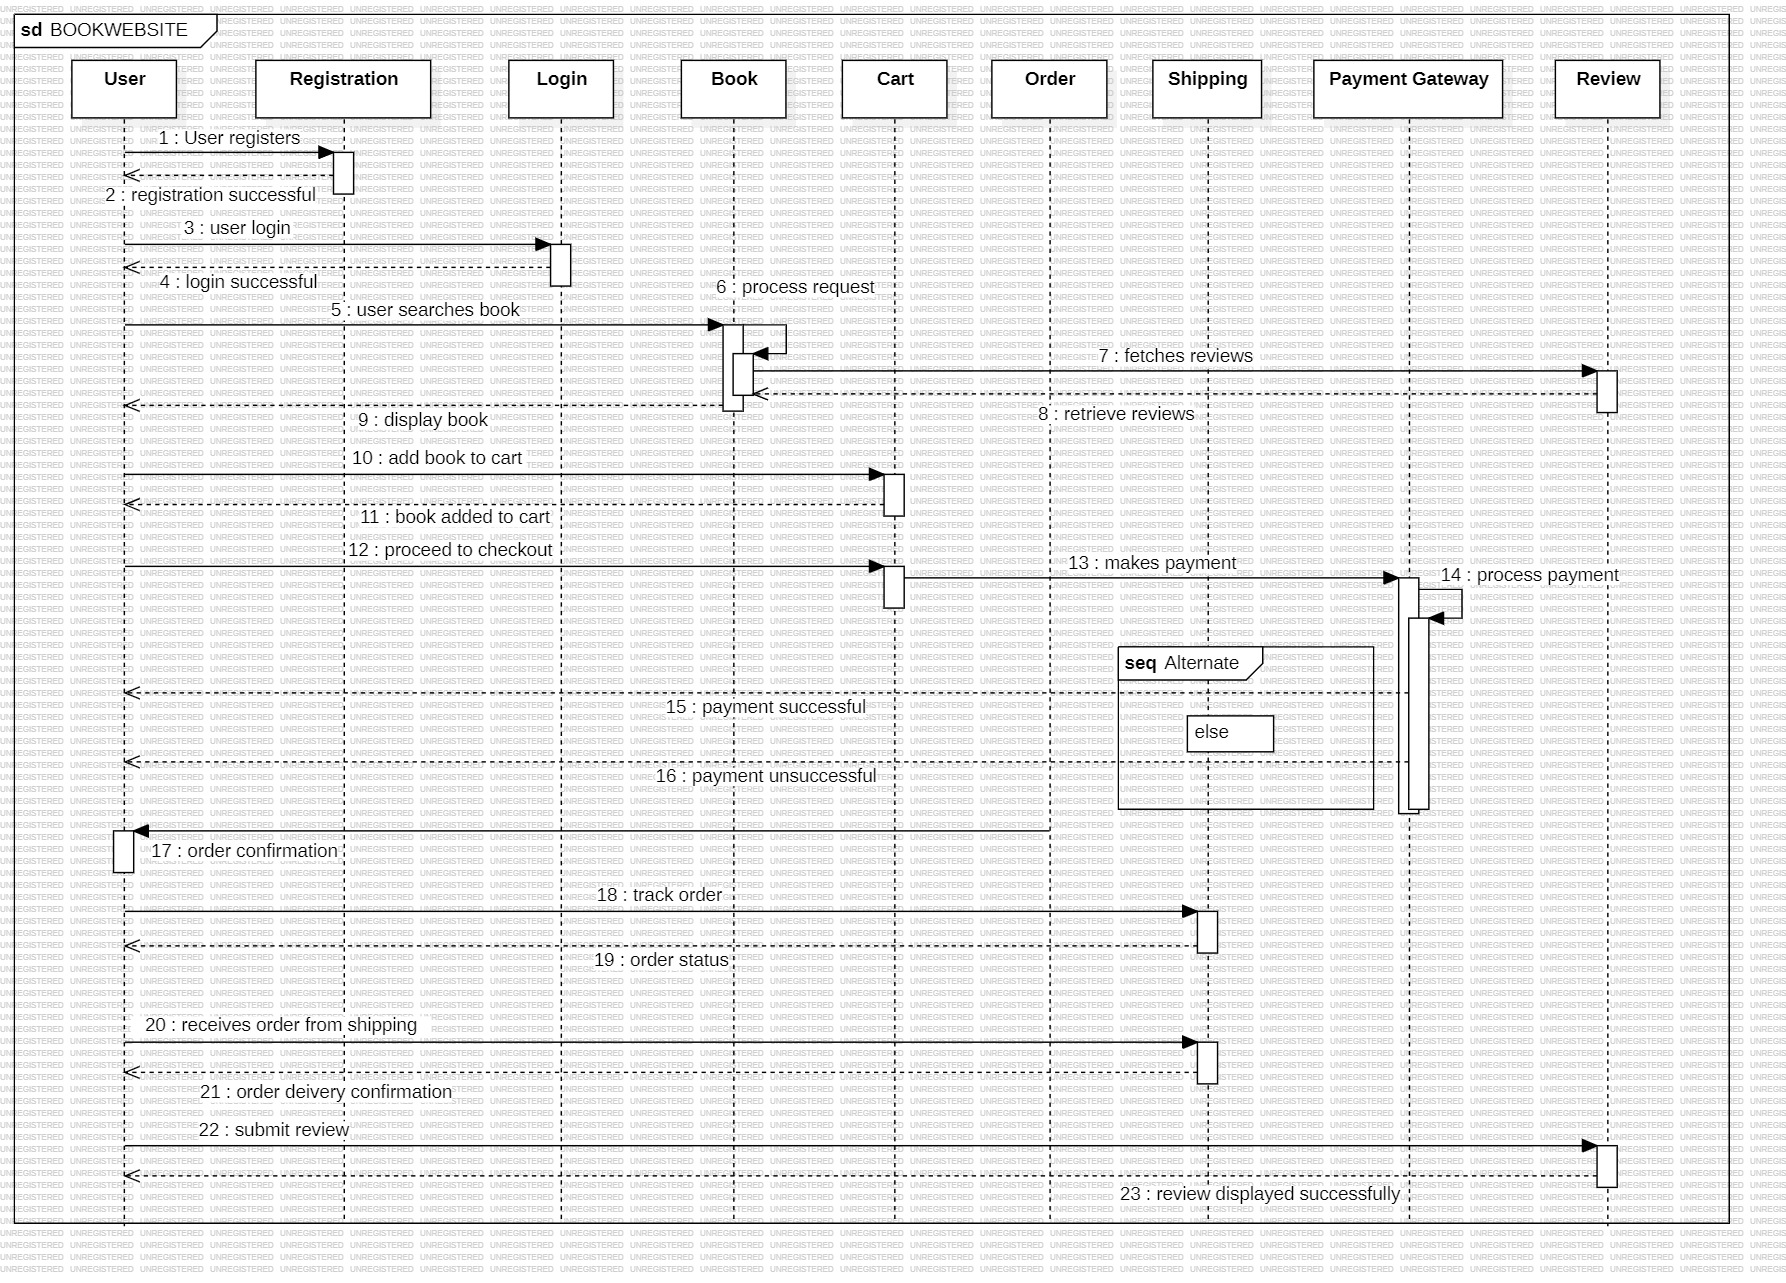 sd BOOKWEBSITE
User
Registration
Login
Book
Cart
Order
Shipping
Payment Gateway
Review
1 : User registers
2 : registration successful
3 : user login
4 : login successful
6 : process request
5 : user searches book
7 : fetches reviews
8 : retrieve reviews
9 : display book
10 : add book to cart
11 : book added to cart
12 : proceed to checkout
13 : makes payment
14 : process payment
seq Alternate
15 : payment successful
else
16 : payment unsuccessful
17 : order confirmation
18 : track order
19 : order status
20 : receives order from shipping
21 : order deivery confirmation
22 : submit review
23 : review displayed successfully
UNREGISTERED